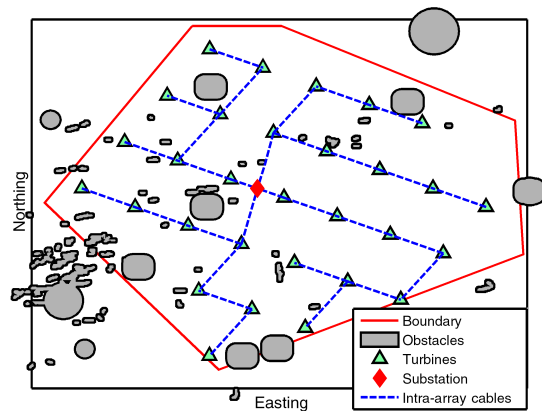 Northing
Easting
Boundary
Obstacles
Turbines
Substation
Intra-array cables